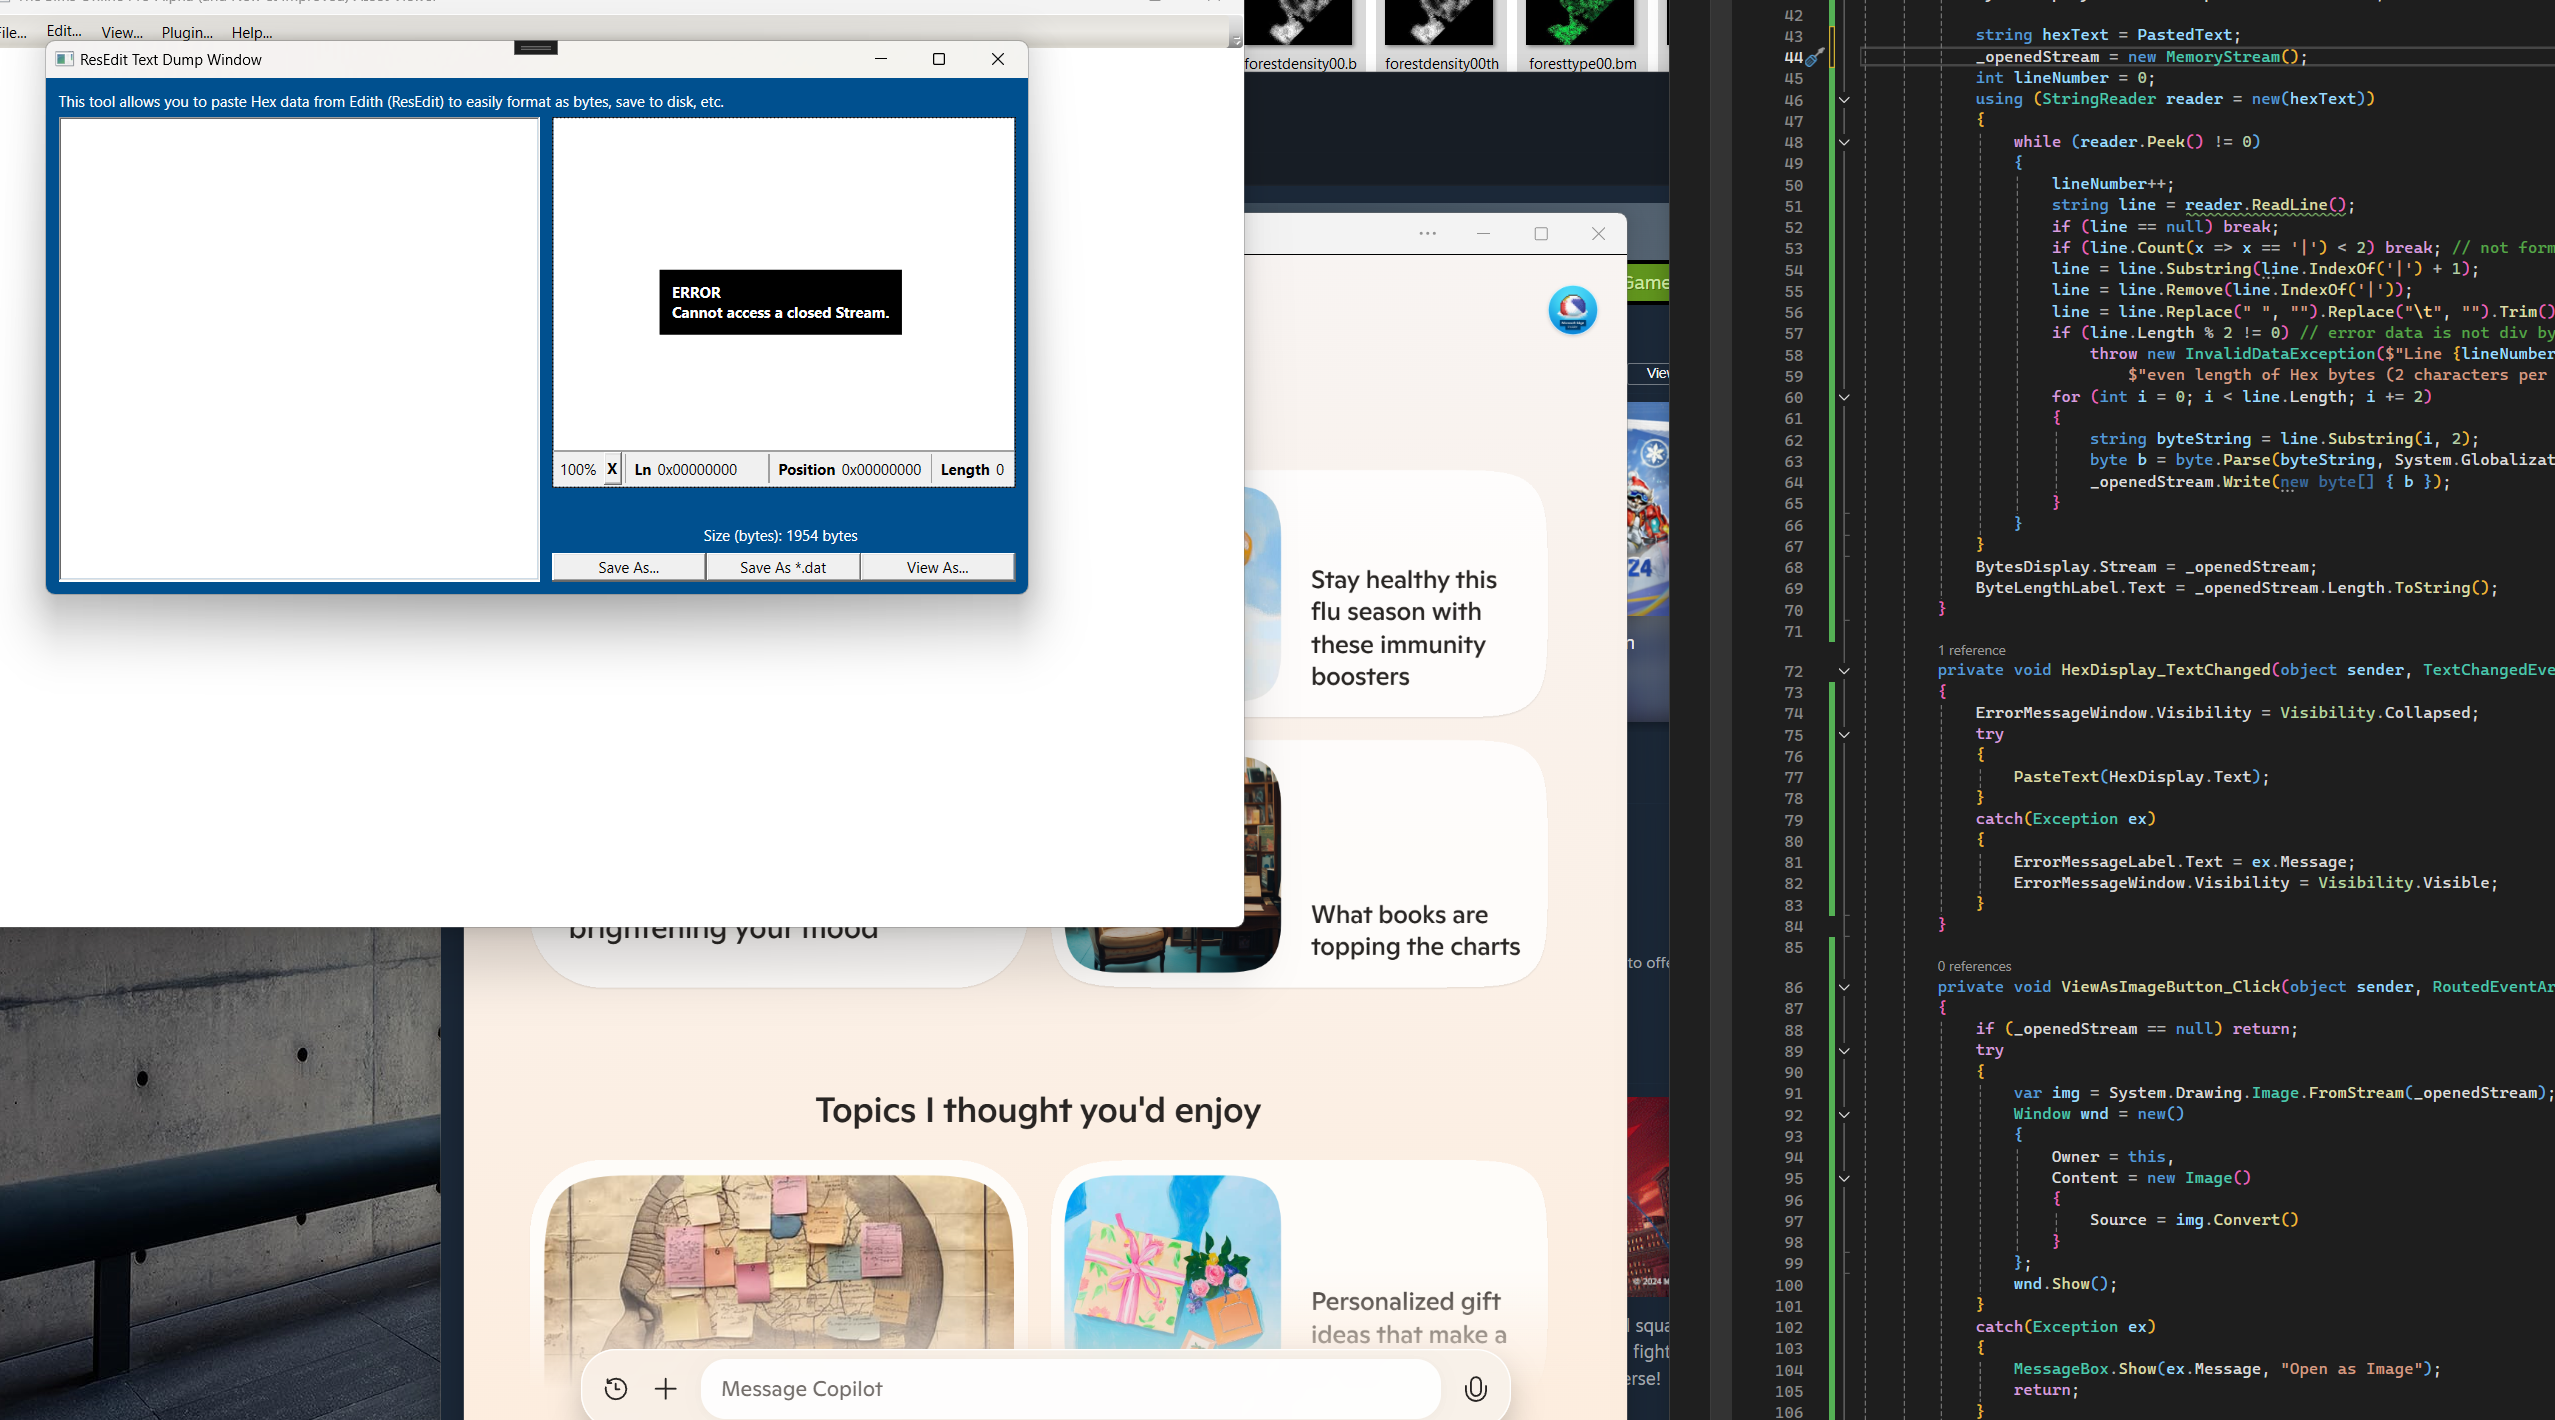 File... Edit... View... Plugin... Help...
ResEdit Text Dump Window
This tool allows you to paste Hex data from Edith (ResEdit) to easily format as bytes, save to disk, etc.
ERROR
Cannot access a closed Stream.
100% X Ln 0x00000000 Position 0x00000000 Length 0
Size (bytes): 1954 bytes
Save As... Save As *.dat View As...
forestdensity00.b forestdensity00th foresttype00.bm
Game
View
Stay healthy this
flu season with
these immunity
boosters
brightening your mood
What books are
topping the charts
to offe
Topics I thought you'd enjoy
Personalized gift
ideas that make a
Message Copilot
24
n
© 2024 M
squa
fight
erse!
42
43 string hexText = PastedText;
44 _openedStream = new MemoryStream();
45 int lineNumber = 0;
46 using (StringReader reader = new(hexText))
47 {
48 while (reader.Peek() != 0)
49 {
50 lineNumber++;
51 string line = reader.ReadLine();
52 if (line == null) break;
53 if (line.Count(x => x == '|') < 2) break; // not form
54 line = line.Substring(line.IndexOf('|') + 1);
55 line = line.Remove(line.IndexOf('|'));
56 line = line.Replace(" ", "").Replace("\t", "").Trim()
57 if (line.Length % 2 != 0) // error data is not div by
58 throw new InvalidDataException($"Line {lineNumber
59 $"even length of Hex bytes (2 characters per
60 for (int i = 0; i < line.Length; i += 2)
61 {
62 string byteString = line.Substring(i, 2);
63 byte b = byte.Parse(byteString, System.Globalizat
64 _openedStream.Write(new byte[] { b });
65 }
66 }
67 }
68 BytesDisplay.Stream = _openedStream;
69 ByteLengthLabel.Text = _openedStream.Length.ToString();
70 }
71
1 reference
72 private void HexDisplay_TextChanged(object sender, TextChangedEve
73 {
74 ErrorMessageWindow.Visibility = Visibility.Collapsed;
75 try
76 {
77 PasteText(HexDisplay.Text);
78 }
79 catch(Exception ex)
80 {
81 ErrorMessageLabel.Text = ex.Message;
82 ErrorMessageWindow.Visibility = Visibility.Visible;
83 }
84 }
85
0 references
86 private void ViewAsImageButton_Click(object sender, RoutedEventAr
87 {
88 if (_openedStream == null) return;
89 try
90 {
91 var img = System.Drawing.Image.FromStream(_openedStream);
92 Window wnd = new()
93 {
94 Owner = this,
95 Content = new Image()
96 {
97 Source = img.Convert()
98 }
99 };
100 wnd.Show();
101 }
102 catch(Exception ex)
103 {
104 MessageBox.Show(ex.Message, "Open as Image");
105 return;
106 }